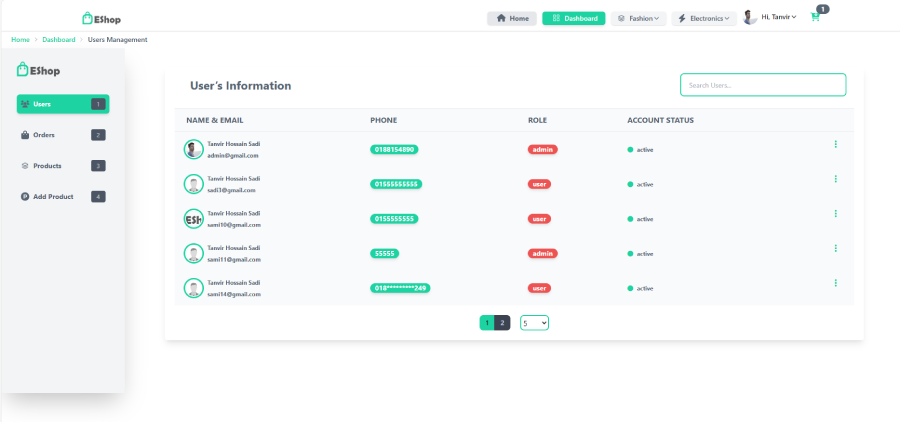 EShop
Home Dashboard Fashion Electronics Hi, Tanvir 1
Home > Dashboard > Users Management
EShop
Users 1
Orders 2
Products 3
Add Product 4
User's Information
Search Users...
NAME & EMAIL PHONE ROLE ACCOUNT STATUS
Tanvir Hossain Sadi
admin@gmail.com
0188154890 admin active
Tanvir Hossain Sadi
sadi3@gmail.com
01555555555 user active
ESH
Tanvir Hossain Sadi
sami10@gmail.com
0155555555 user active
Tanvir Hossain Sadi
sami11@gmail.com
55555 admin active
Tanvir Hossain Sadi
sami14@gmail.com
018*********249 user active
1 2 5